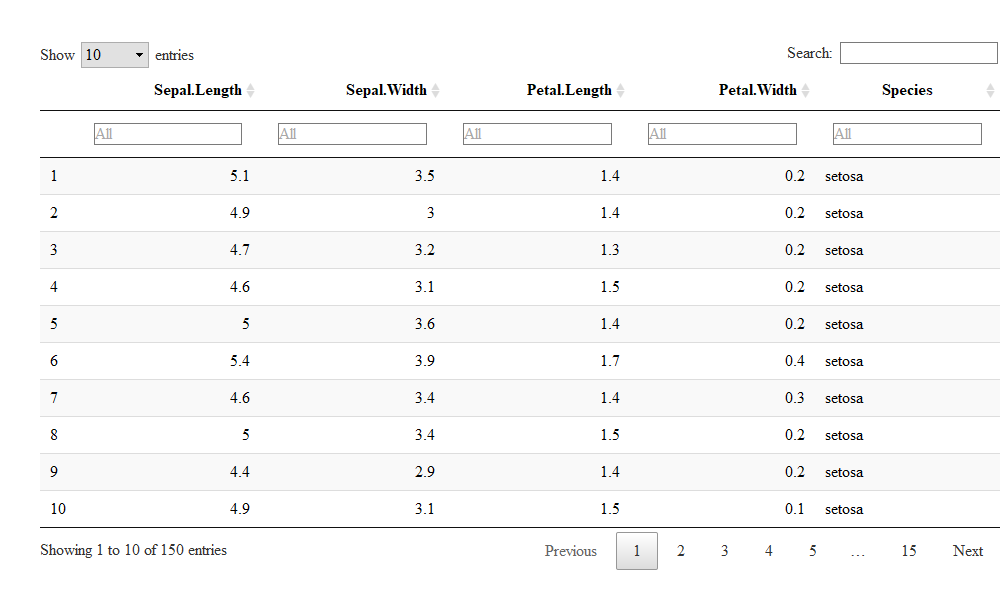 Show 10 entries Search:
Sepal.Length Sepal.Width Petal.Length Petal.Width Species
All All All All All
1 5.1 3.5 1.4 0.2 setosa
2 4.9 3 1.4 0.2 setosa
3 4.7 3.2 1.3 0.2 setosa
4 4.6 3.1 1.5 0.2 setosa
5 5 3.6 1.4 0.2 setosa
6 5.4 3.9 1.7 0.4 setosa
7 4.6 3.4 1.4 0.3 setosa
8 5 3.4 1.5 0.2 setosa
9 4.4 2.9 1.4 0.2 setosa
10 4.9 3.1 1.5 0.1 setosa
Showing 1 to 10 of 150 entries Previous 1 2 3 4 5 … 15 Next